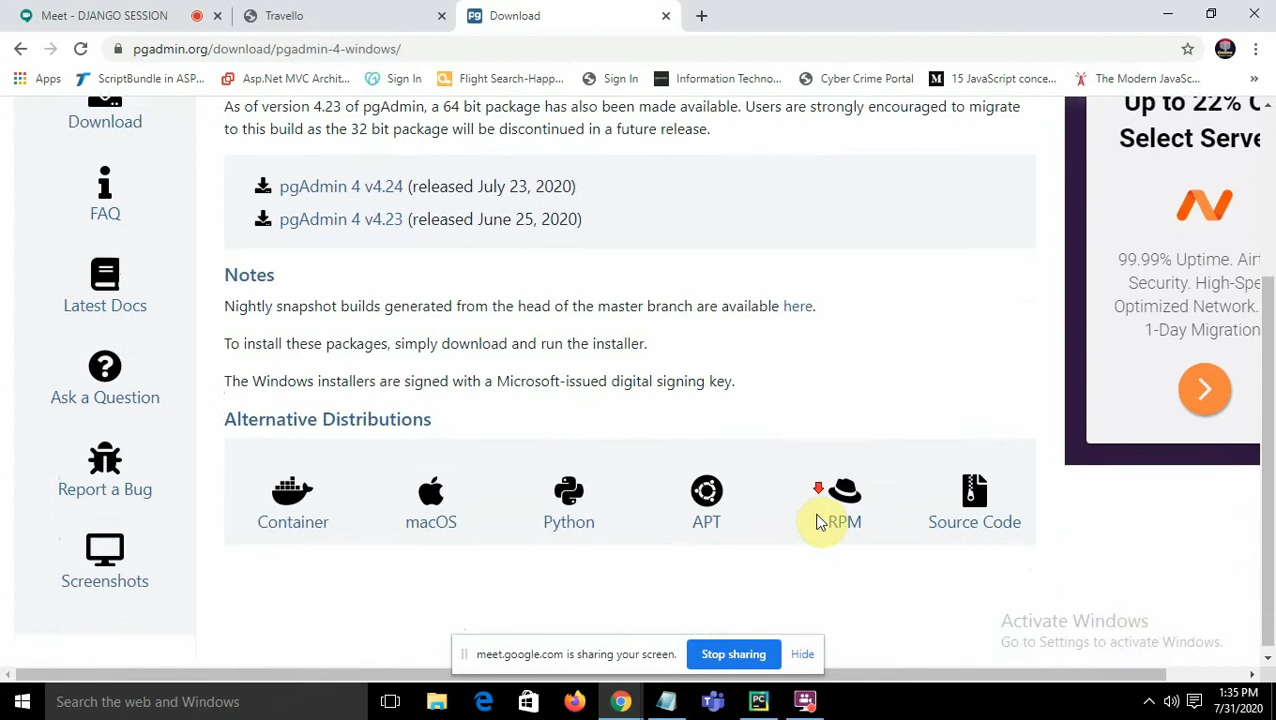 Meet - DJANGO SESSION
Travello
Download
pgadmin.org/download/pgadmin-4-windows/
Apps
ScriptBundle in ASP...
Asp.Net MVC Archit...
Sign In
Flight Search-Happ...
Sign In
Information Techno...
Cyber Crime Portal
15 JavaScript conce...
The Modern JavaSc...
»
Download
FAQ
Latest Docs
Ask a Question
Report a Bug
Screenshots
As of version 4.23 of pgAdmin, a 64 bit package has also been made available. Users are strongly encouraged to migrate
to this build as the 32 bit package will be discontinued in a future release.
pgAdmin 4 v4.24 (released July 23, 2020)
pgAdmin 4 v4.23 (released June 25, 2020)
Notes
Nightly snapshot builds generated from the head of the master branch are available here.
To install these packages, simply download and run the installer.
The Windows installers are signed with a Microsoft-issued digital signing key.
Alternative Distributions
Container
macOS
Python
APT
RPM
Source Code
Up to 22% O
Select Serve
99.99% Uptime. Air
Security. High-Spe
Optimized Network.
1-Day Migration
Activate Windows
Go to Settings to activate Windows.
meet.google.com is sharing your screen.
Stop sharing
Hide
Search the web and Windows
1:35 PM
7/31/2020